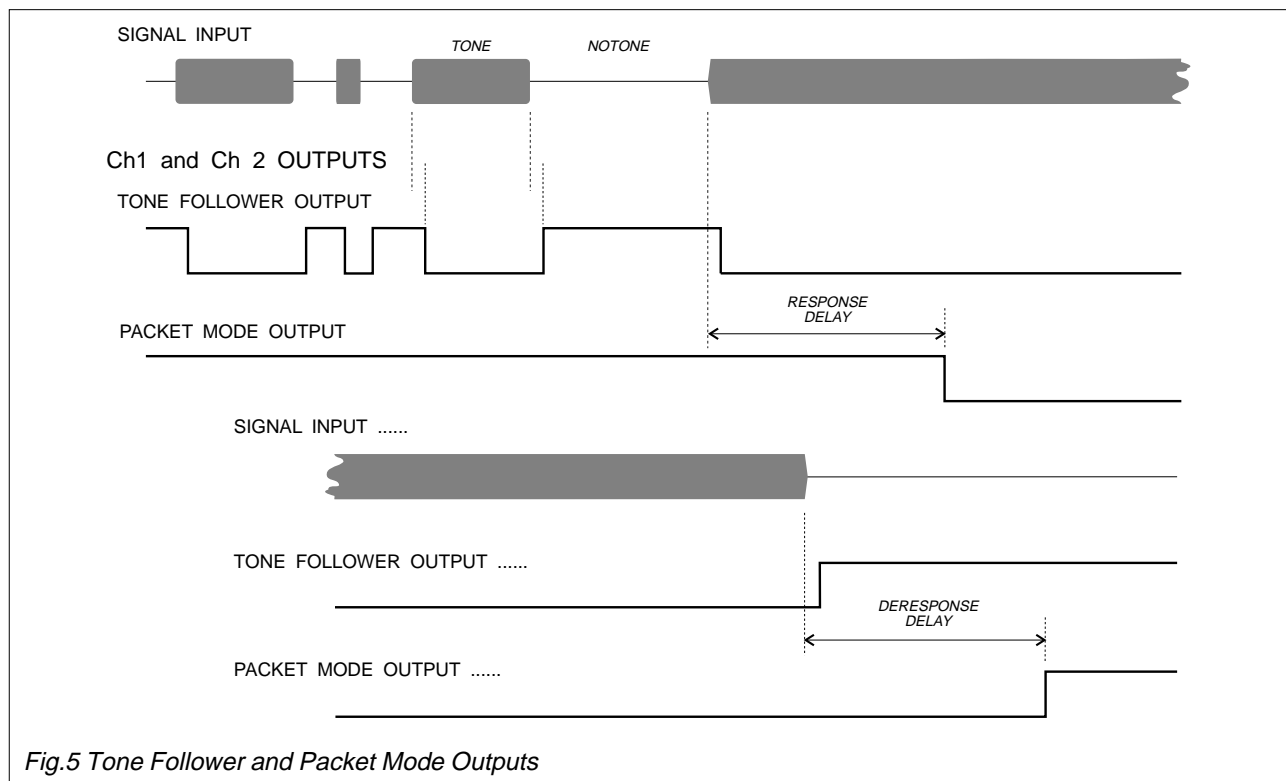 SIGNAL INPUT
TONE
NOTONE
Ch1 and Ch 2 OUTPUTS
TONE FOLLOWER OUTPUT
RESPONSE
DELAY
PACKET MODE OUTPUT
SIGNAL INPUT ......
TONE FOLLOWER OUTPUT ......
DERESPONSE
DELAY
PACKET MODE OUTPUT ......
Fig.5 Tone Follower and Packet Mode Outputs